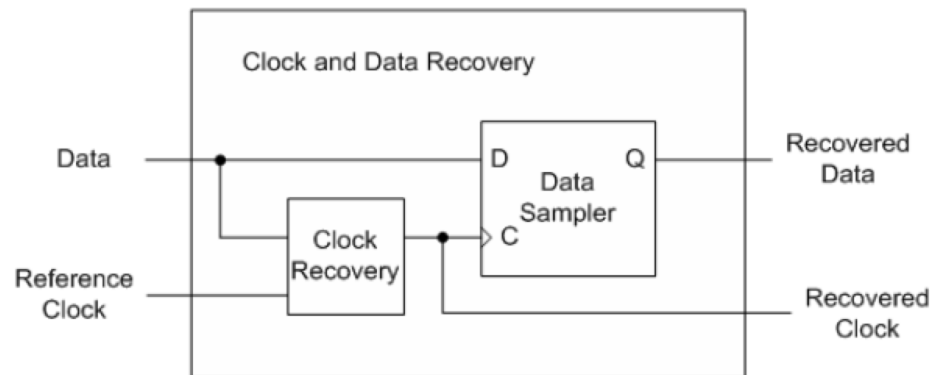 Clock and Data Recovery
Data
D
Q
Data
Sampler
C
Recovered
Data
Clock
Recovery
Reference
Clock
Recovered
Clock